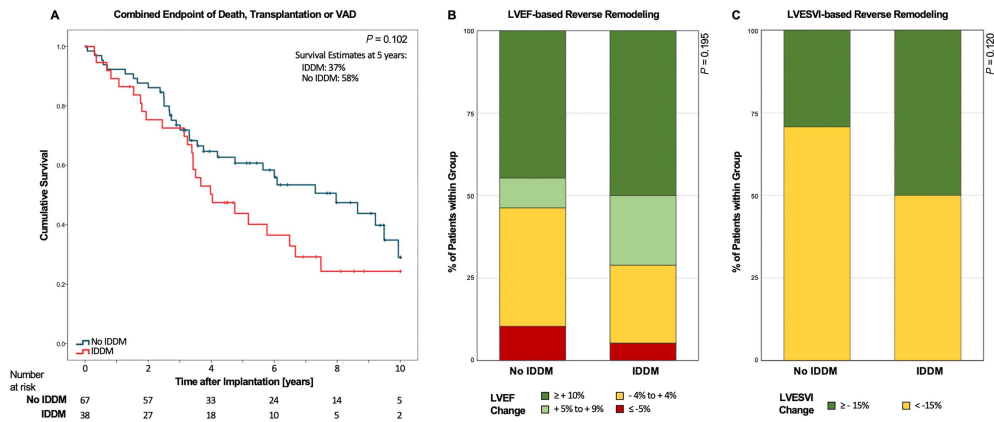 A
Combined Endpoint of Death, Transplantation or VAD
P = 0.102
Survival Estimates at 5 years:
IDDM: 37%
No IDDM: 58%
Cumulative Survival
1.0
0.8
0.6
0.4
0.2
0.0
No IDDM
IDDM
0 2 4 6 8 10
Time after Implantation [years]
Number
at risk
No IDDM 67 57 33 24 14 5
IDDM 38 27 18 10 5 2
B
LVEF-based Reverse Remodeling
P = 0.195
% of Patients within Group
100
75
50
25
0
No IDDM IDDM
LVEF
Change
≥ + 10%
+ 5% to + 9%
- 4% to + 4%
≤ -5%
C
LVESVI-based Reverse Remodeling
P = 0.120
% of Patients within Group
100
75
50
25
0
No IDDM IDDM
LVESVI
Change
≥ - 15%
< -15%